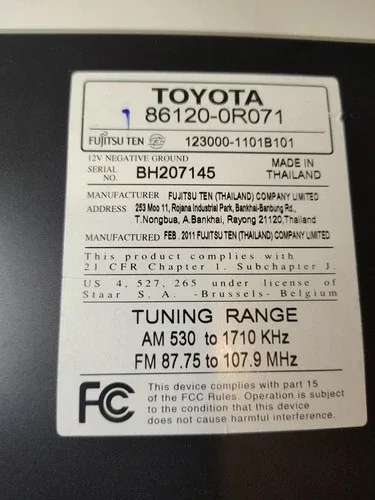 TOYOTA
1 86120-0R071
FUJITSU TEN 123000-1101B101
12V NEGATIVE GROUND
SERIAL NO. BH207145 MADE IN THAILAND
MANUFACTURER FUJITSU TEN (THAILAND) COMPANY LIMITED
ADDRESS 253 Moo 11, Rojana Industrial Park, Bankhai-Banbung Rd.,
T.Nongbua, A.Bankhai, Rayong 21120,Thailand
MANUFACTURED FEB. 2011 FUJITSU TEN (THAILAND) COMPANY LIMITED
This product complies with
21 CFR Chapter 1, Subchapter J.
US 4, 527, 265 under license of
Staar S. A. -Brussels- Belgium
TUNING RANGE
AM 530 to 1710 KHz
FM 87.75 to 107.9 MHz
FC
This device complies with part 15
of the FCC Rules. Operation is subject
to the condition that this device
does not cause harmful interference.